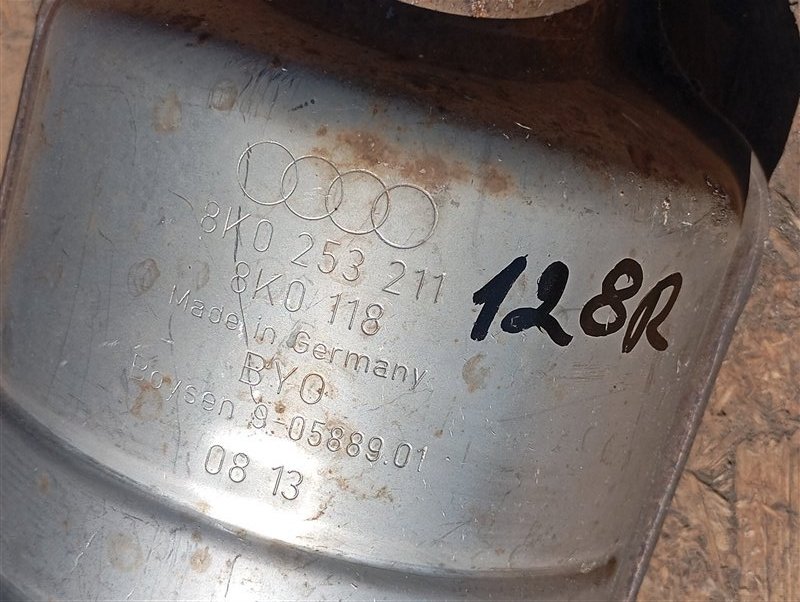 8K0 253 211
8K0 118
Made in Germany
BYO
Boysen 9-05889.01
08 13
128R